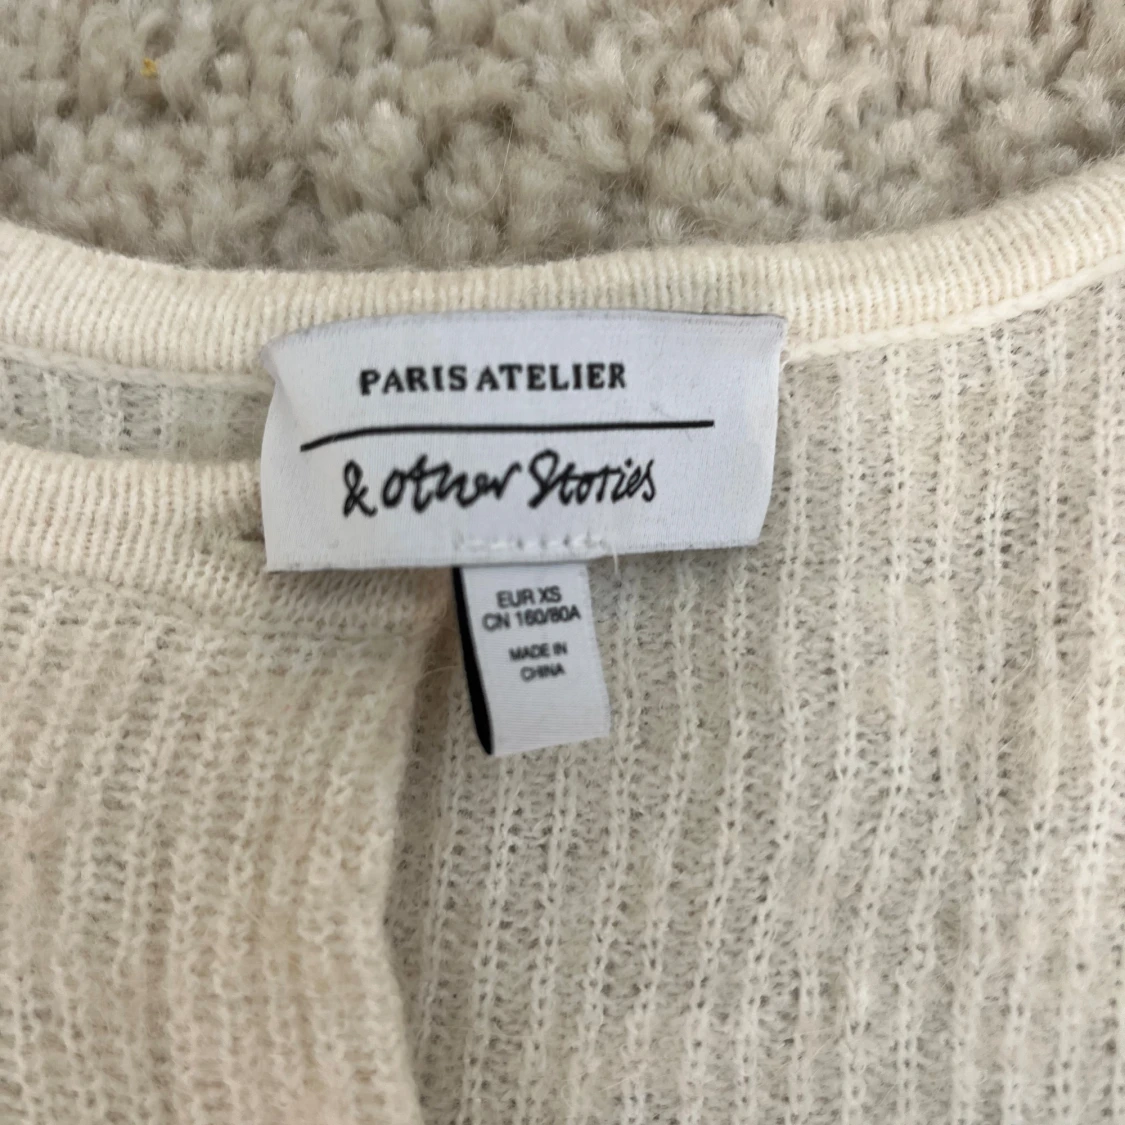 PARIS ATELIER
& other Stories
EUR XS
CN 160/80A
MADE IN
CHINA